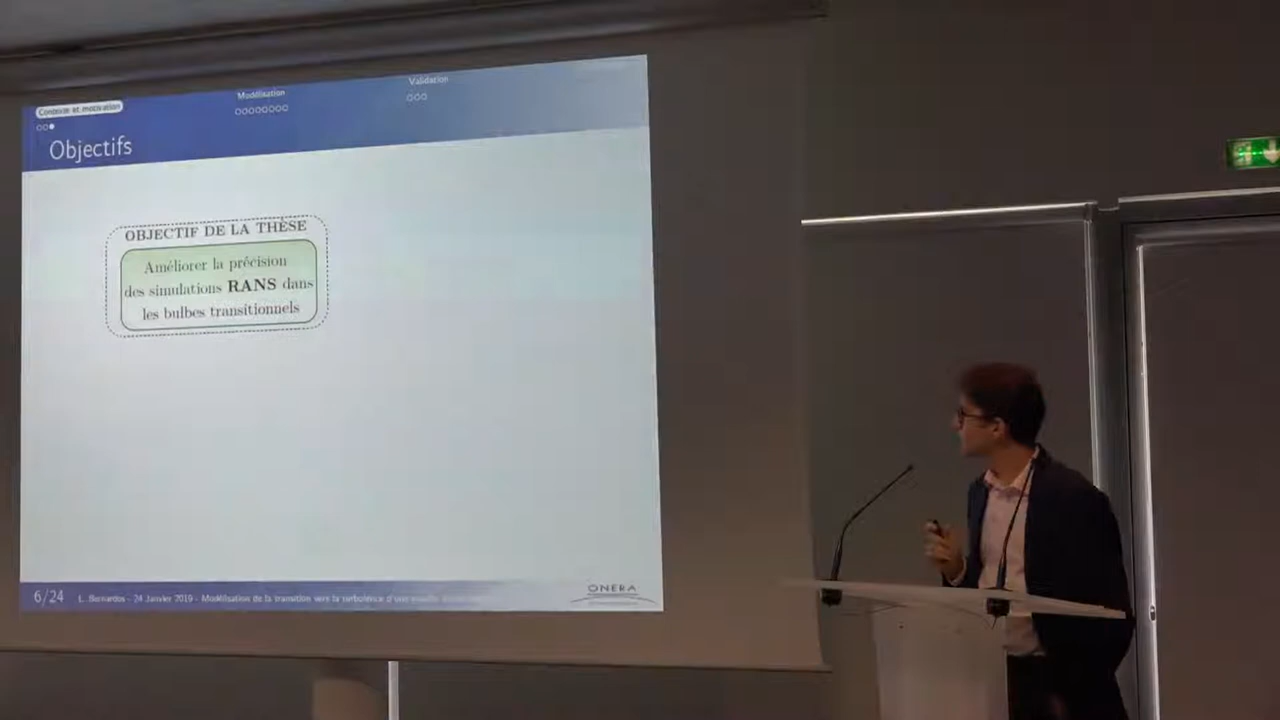 Contexte et motivation
Modélisation
Validation
Objectifs
OBJECTIF DE LA THÈSE
Améliorer la précision
des simulations RANS dans
les bulbes transitionnels
6/24
L. Bernardos - 24 Janvier 2019 - Modélisation de la transition vers la turbulence d'une
ONERA